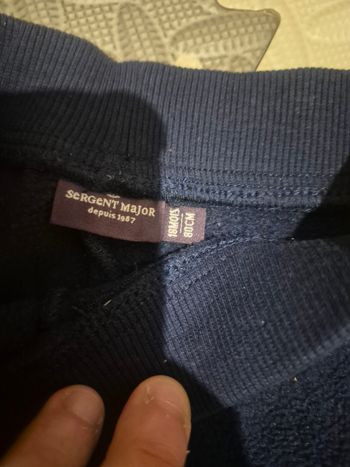 SeRGeNT MaJoR
depuis 1987
18MOIS
80CM